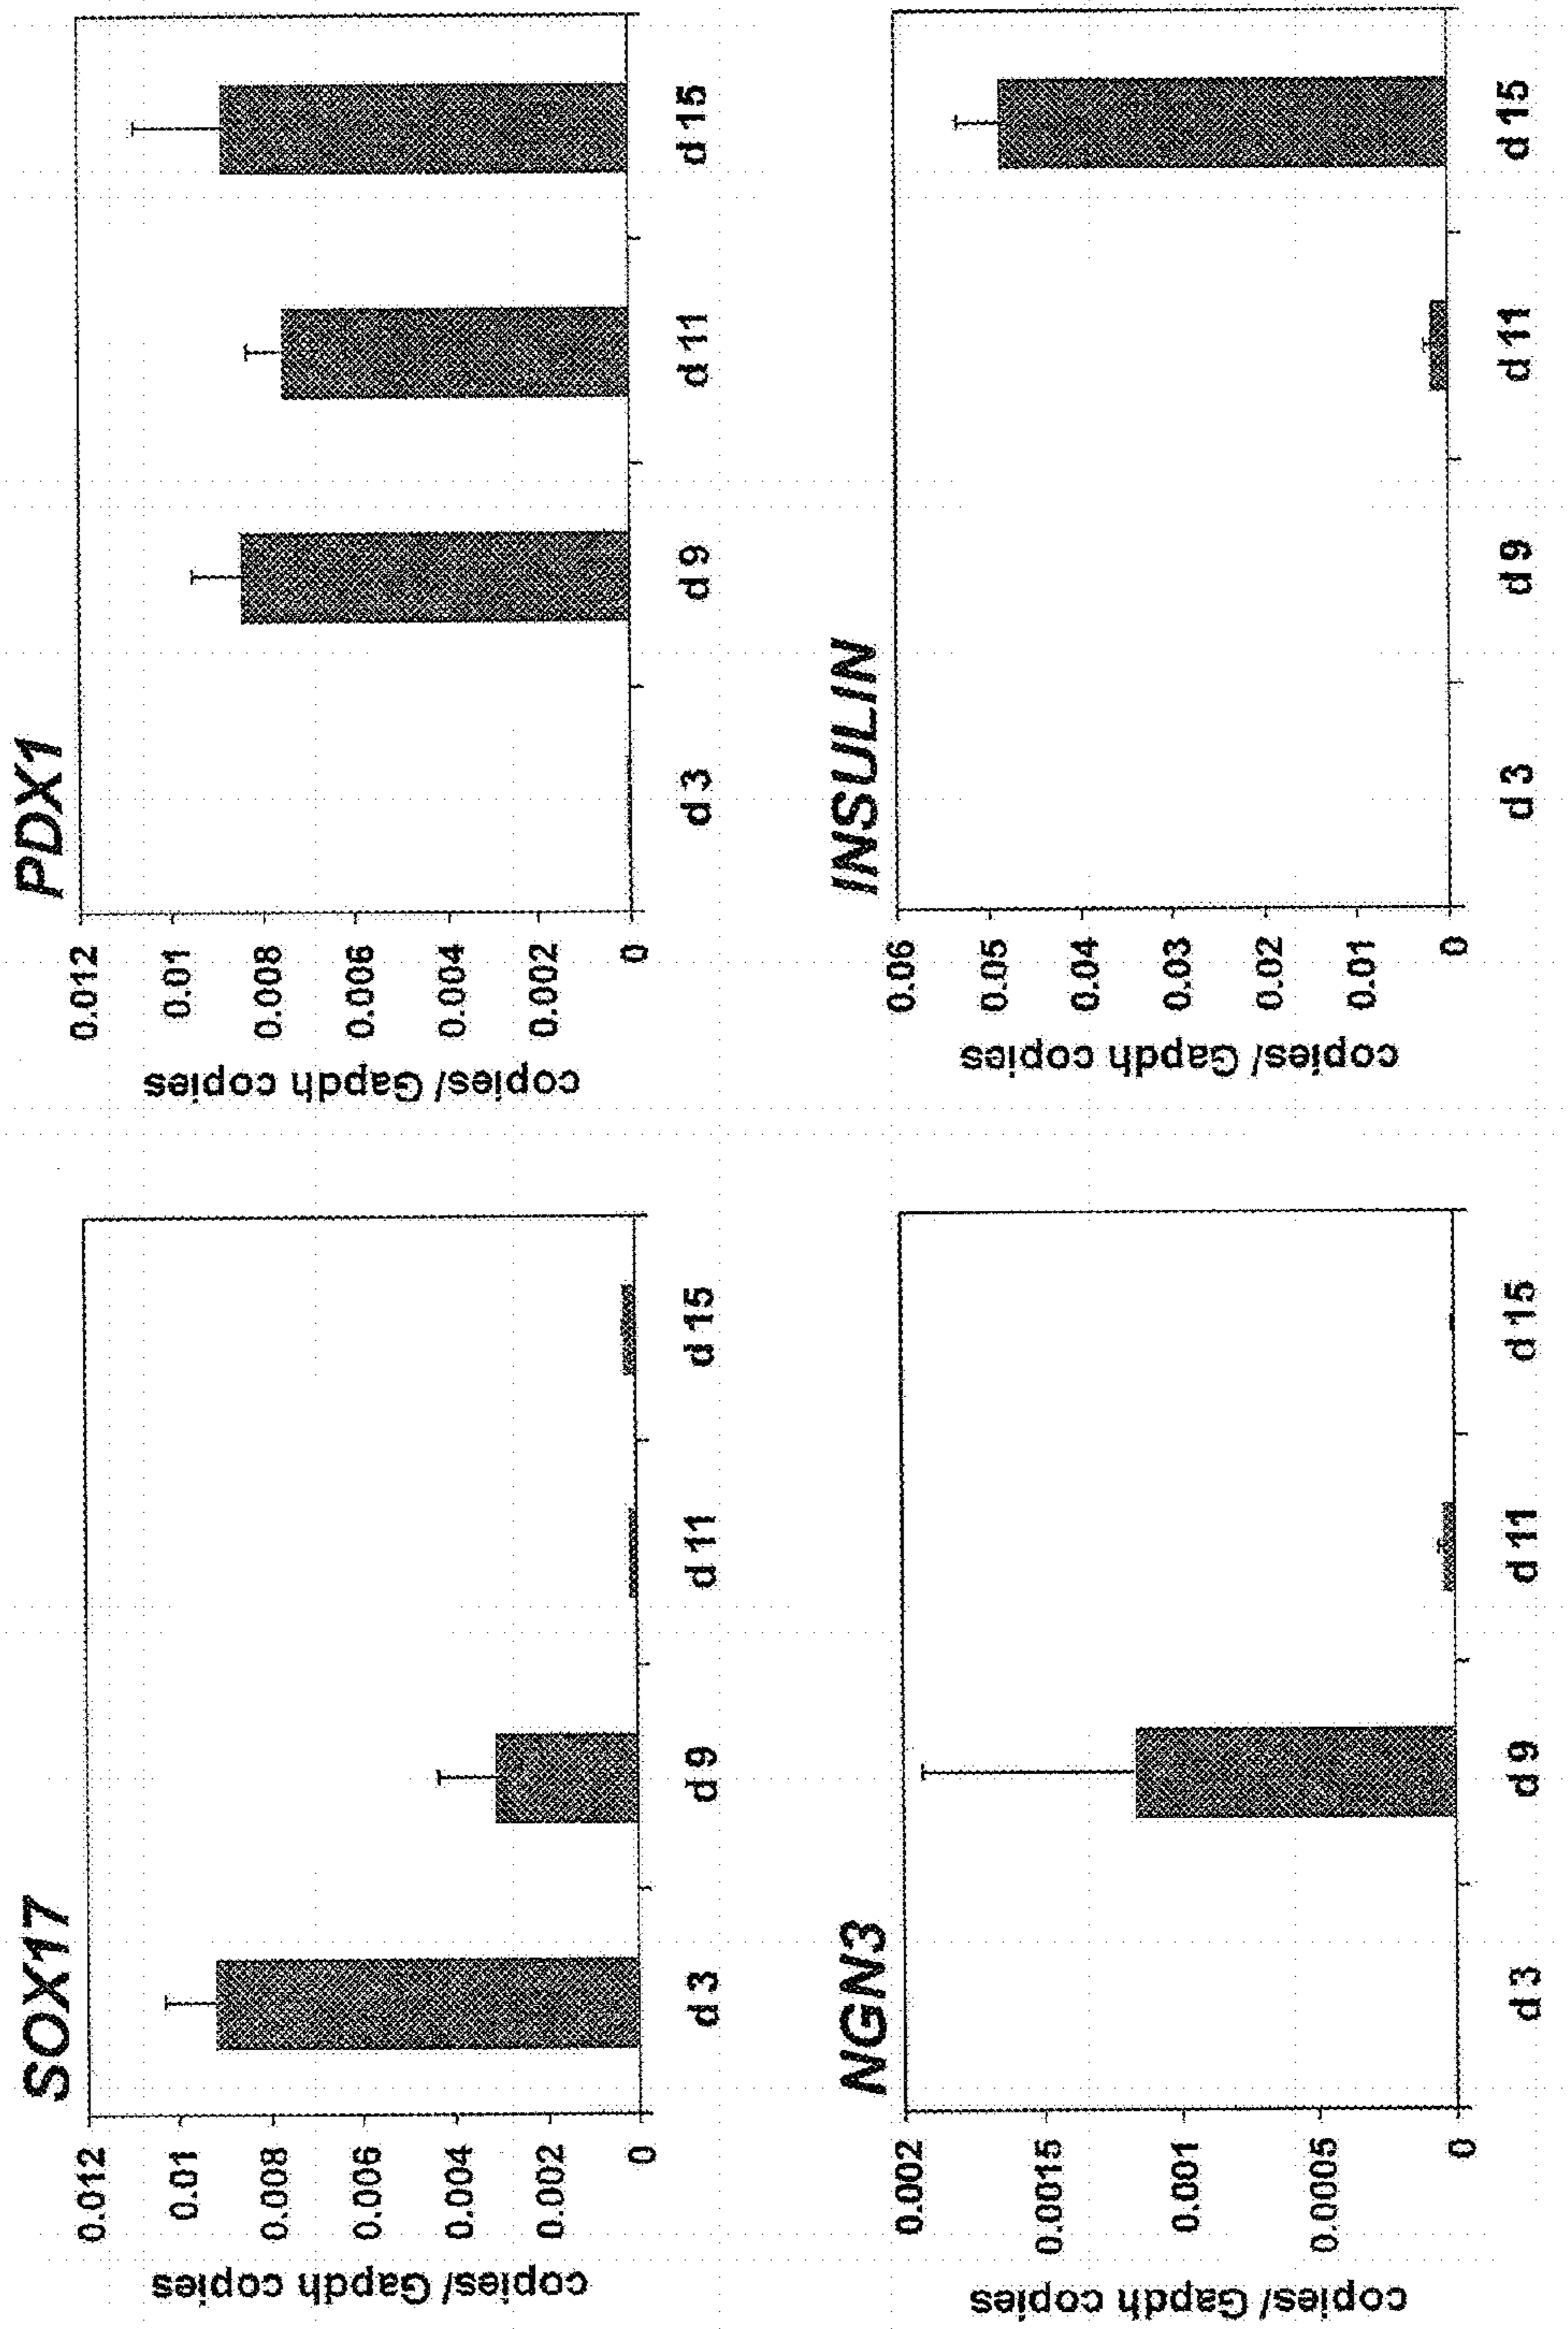 SOX17
copies/ Gapdh copies
0.012
0.01
0.008
0.006
0.004
0.002
0
d 3
d 9
d 11
d 15
PDX1
copies/ Gapdh copies
0.012
0.01
0.008
0.006
0.004
0.002
0
d 3
d 9
d 11
d 15
NGN3
copies/ Gapdh copies
0.002
0.0015
0.001
0.0005
0
d 3
d 9
d 11
d 15
INSULIN
copies/ Gapdh copies
0.06
0.05
0.04
0.03
0.02
0.01
0
d 3
d 9
d 11
d 15